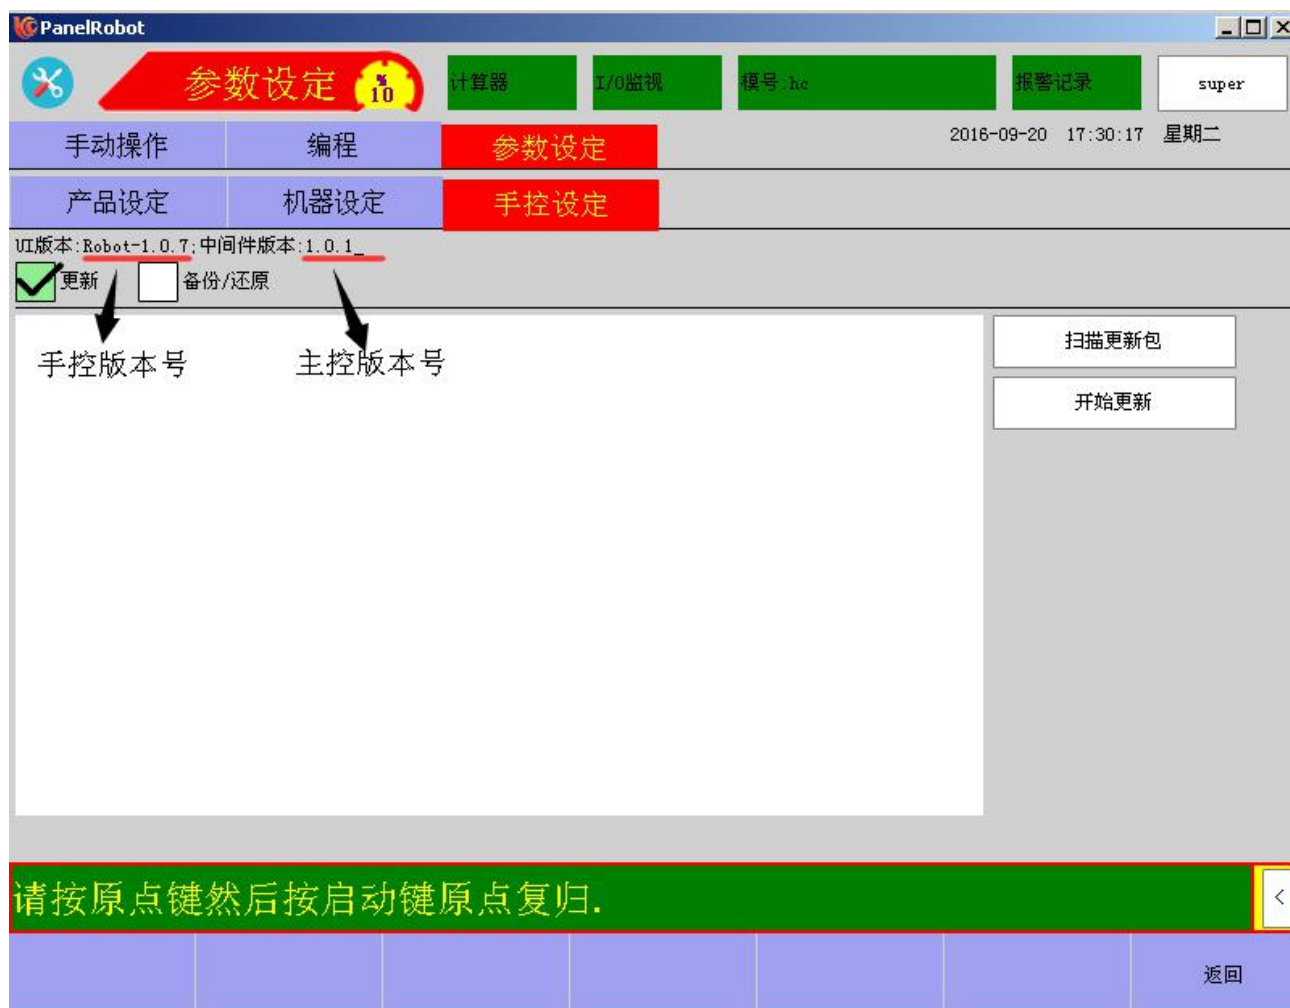 PanelRobot
参数设定 % 10 计算器 I/O监视 模号:hc 报警记录 super
手动操作 编程 参数设定 2016-09-20 17:30:17 星期二
产品设定 机器设定 手控设定
UI版本:Robot-1.0.7;中间件版本:1.0.1_
更新 备份/还原
手控版本号 主控版本号
扫描更新包
开始更新
请按原点键然后按启动键原点复归.
<
返回